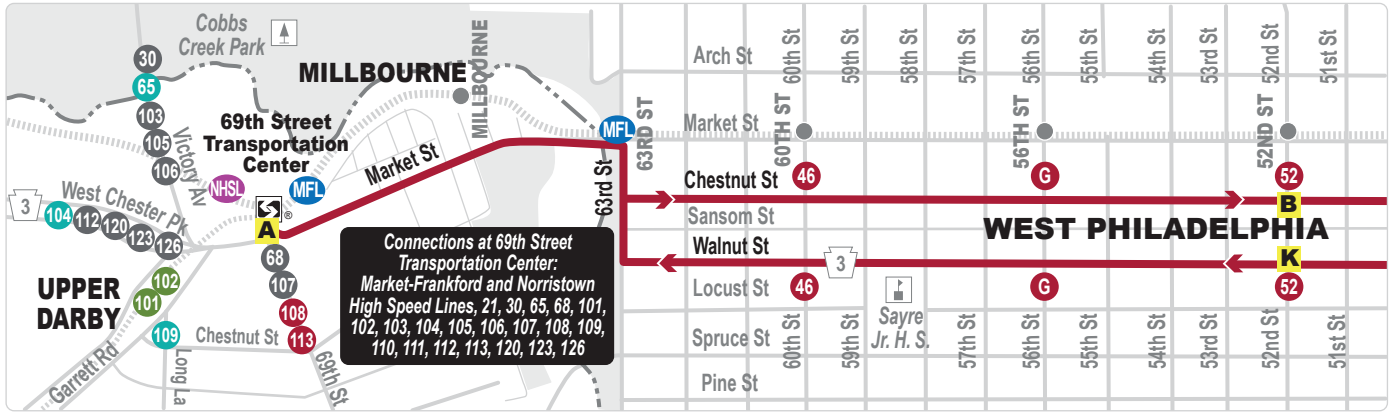 Cobbs
Creek Park
30
65
103
105
106
Victory Av
MILLBOURNE
MILLBOURNE
69th Street
Transportation
Center
NHSL
MFL
S
®
A
Market St
MFL
63RD ST
63rd St
3
West Chester Pk
104
112
120
123
126
UPPER
DARBY
102
101
109
Garrett Rd
Long La
Chestnut St
68
107
108
113
69th St
Connections at 69th Street
Transportation Center:
Market-Frankford and Norristown
High Speed Lines, 21, 30, 65, 68, 101,
102, 103, 104, 105, 106, 107, 108, 109,
110, 111, 112, 113, 120, 123, 126
Arch St
Market St
Chestnut St
Sansom St
Walnut St
Locust St
Spruce St
Pine St
60th St
59th St
58th St
57th St
56th St
55th St
54th St
53rd St
52nd St
51st St
60TH ST
56TH ST
52ND ST
46
G
52
B
WEST PHILADELPHIA
K
3
46
G
52
Sayre
Jr. H. S.
60th St
59th St
57th St
56th St
55th St
54th St
53rd St
52nd St
51st St